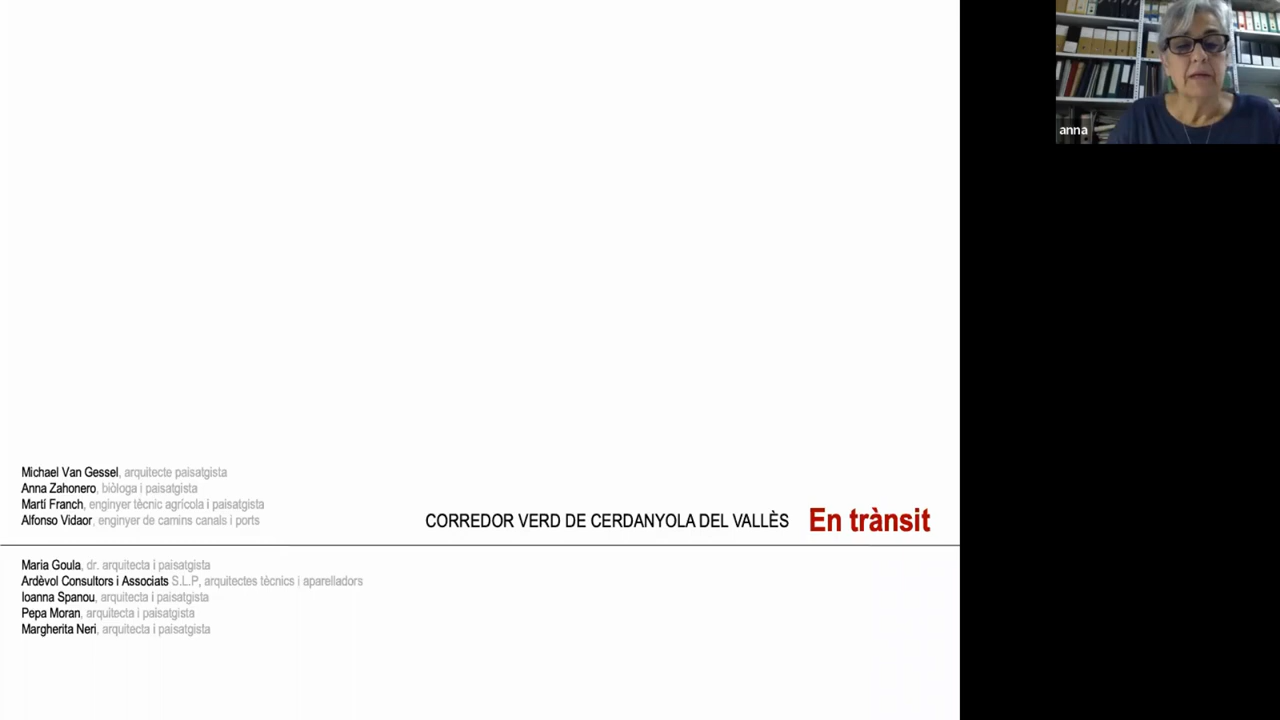 anna
Michael Van Gessel, arquitecte paisatgista
Anna Zahonero, biòloga i paisatgista
Martí Franch, enginyer tècnic agrícola i paisatgista
Alfonso Vidaor, enginyer de camins canals i ports
CORREDOR VERD DE CERDANYOLA DEL VALLÈS En trànsit
Maria Goula, dr. arquitecta i paisatgista
Ardèvol Consultors i Associats S.L.P, arquitectes tècnics i aparelladors
Ioanna Spanou, arquitecta i paisatgista
Pepa Moran, arquitecta i paisatgista
Margherita Neri, arquitecta i paisatgista